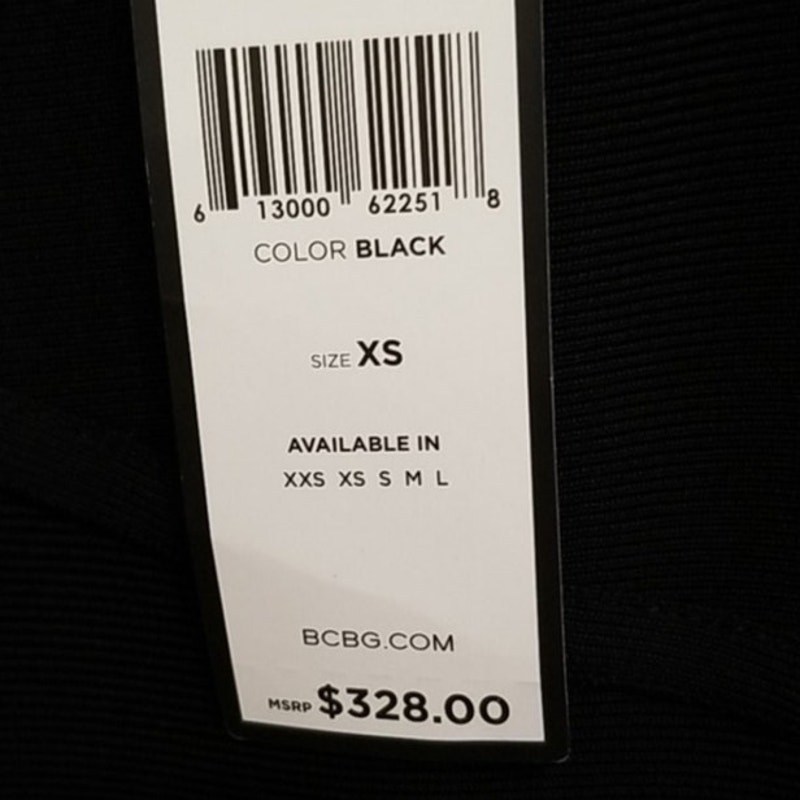 6 13000 62251 8
COLOR BLACK
SIZE XS
AVAILABLE IN
XXS XS S M L
BCBG.COM
MSRP $328.00